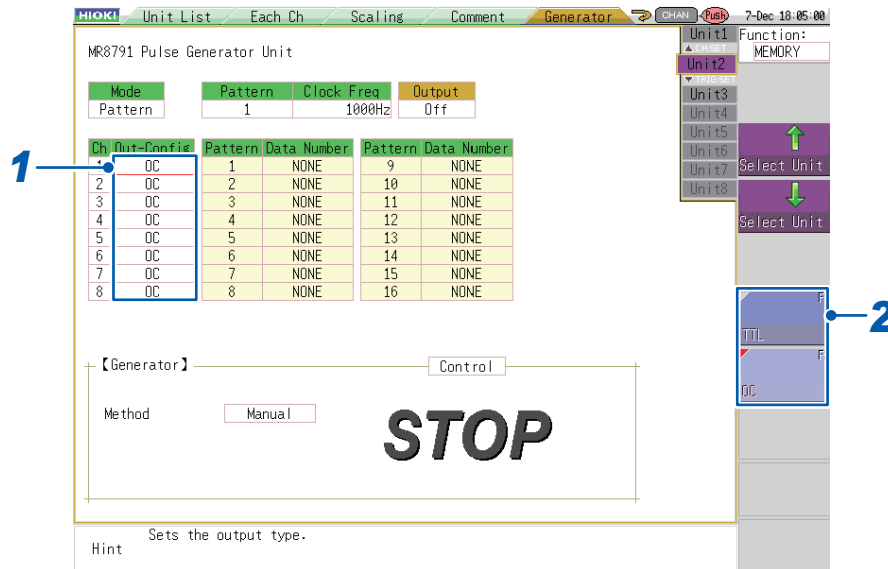 HIOKI Unit List Each Ch Scaling Comment Generator CHAN Push 7-Dec 18:05:00
Unit1 Function:
MR8791 Pulse Generator Unit ▲CH.SET MEMORY
Unit2
▼TRIG.SET
Mode Pattern Clock Freq Output Unit3
Pattern 1 1000Hz Off Unit4
Unit5
Ch Out-Config Pattern Data Number Pattern Data Number Unit6
1 OC 1 NONE 9 NONE Unit7 Select Unit
2 OC 2 NONE 10 NONE Unit8
3 OC 3 NONE 11 NONE
4 OC 4 NONE 12 NONE Select Unit
5 OC 5 NONE 13 NONE
6 OC 6 NONE 14 NONE
7 OC 7 NONE 15 NONE
8 OC 8 NONE 16 NONE
1
F
2
TTL
F
OC
【Generator】 Control
Method Manual
STOP
Sets the output type.
Hint